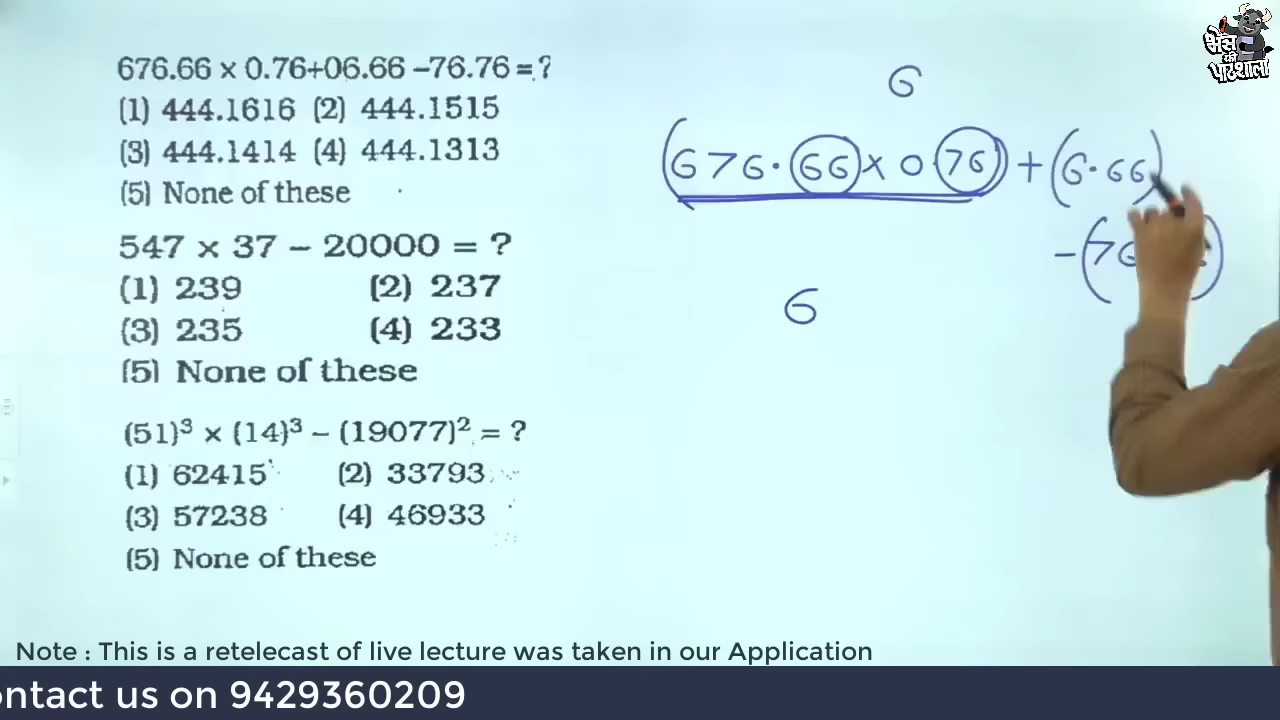 भैंस
की
पाठशाला
676.66 x 0.76+06.66 –76.76 = ?
(1) 444.1616 (2) 444.1515
(3) 444.1414 (4) 444.1313
(5) None of these
547 × 37 – 20000 = ?
(1) 239 (2) 237
(3) 235 (4) 233
(5) None of these
(51)³ × (14)³ – (19077)² = ?
(1) 62415 (2) 33793
(3) 57238 (4) 46933
(5) None of these
6
(676.66 x 0.76) + (6.66)
6
Note : This is a retelecast of live lecture was taken in our Application
ontact us on 9429360209